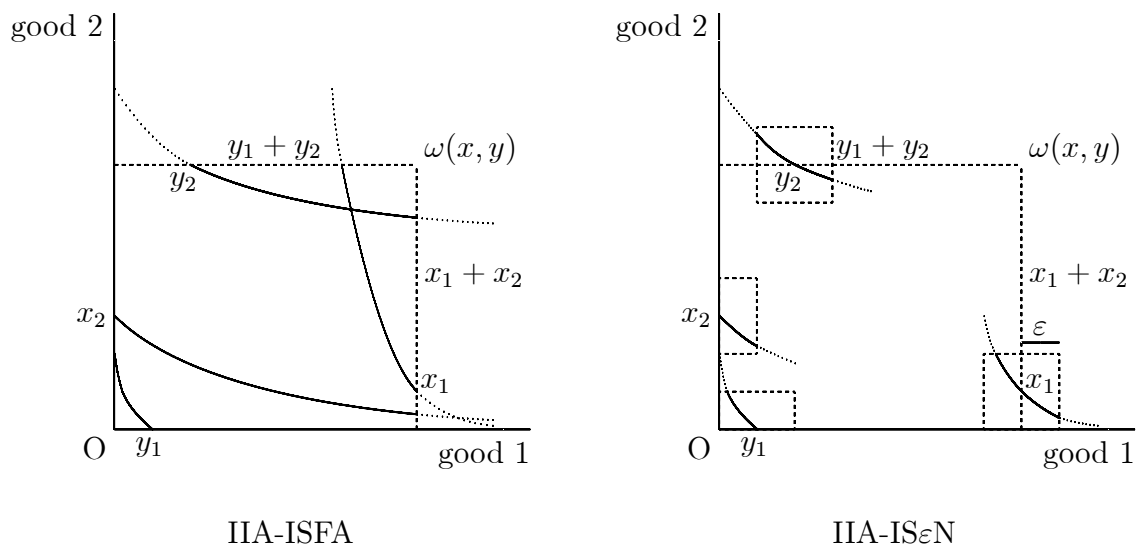 good 2
y₁ + y₂
ω(x, y)
y₂
x₁ + x₂
x₂
x₁
O
y₁
good 1
IIA-ISFA
good 2
y₁ + y₂
ω(x, y)
y₂
x₁ + x₂
x₂
ε
x₁
O
y₁
good 1
IIA-ISεN